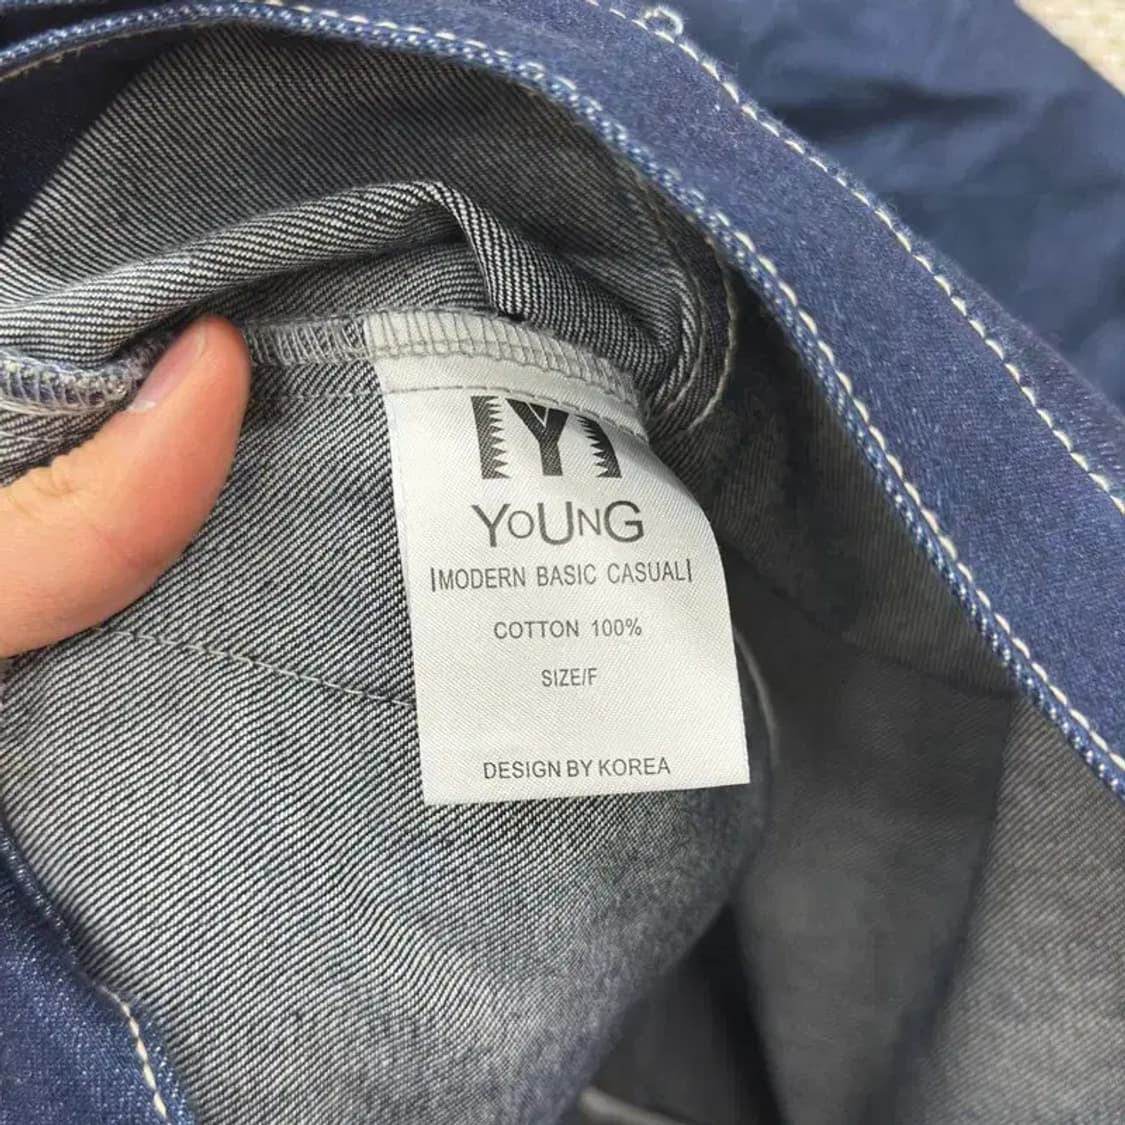 Y
YOUNG
|MODERN BASIC CASUAL|
COTTON 100%
SIZE/F
DESIGN BY KOREA